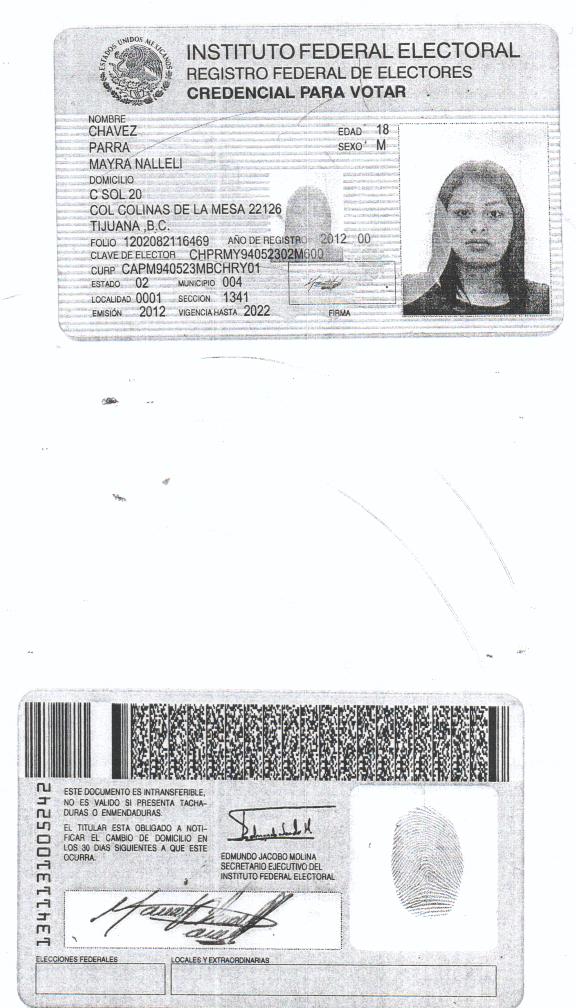 ESTADOS UNIDOS MEXICANOS
INSTITUTO FEDERAL ELECTORAL
REGISTRO FEDERAL DE ELECTORES
CREDENCIAL PARA VOTAR
NOMBRE
CHAVEZ
PARRA
MAYRA NALLELI
EDAD 18
SEXO M
DOMICILIO
C SOL 20
COL COLINAS DE LA MESA 22126
TIJUANA ,B.C.
FOLIO 1202082116469 AÑO DE REGISTRO 2012 00
CLAVE DE ELECTOR CHPRMY94052302M600
CURP CAPM940523MBCHRY01
ESTADO 02 MUNICIPIO 004
LOCALIDAD 0001 SECCION 1341
EMISIÓN 2012 VIGENCIA HASTA 2022
FIRMA
1341131005242
ESTE DOCUMENTO ES INTRANSFERIBLE,
NO ES VALIDO SI PRESENTA TACHA-
DURAS O ENMENDADURAS.
EL TITULAR ESTA OBLIGADO A NOTI-
FICAR EL CAMBIO DE DOMICILIO EN
LOS 30 DIAS SIGUIENTES A QUE ESTE
OCURRA.
EDMUNDO JACOBO MOLINA
SECRETARIO EJECUTIVO DEL
INSTITUTO FEDERAL ELECTORAL
ELECCIONES FEDERALES
LOCALES Y EXTRAORDINARIAS